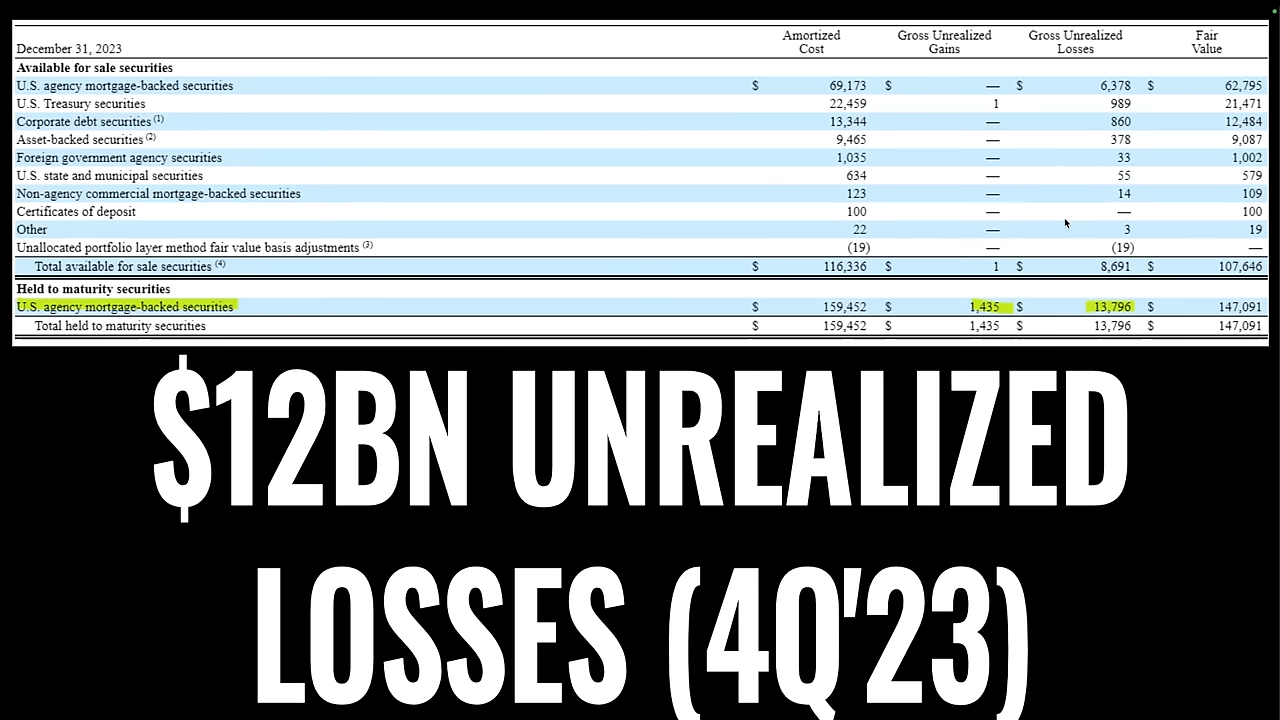 Amortized Cost Gross Unrealized Gains Gross Unrealized Losses Fair Value
December 31, 2023
Available for sale securities
U.S. agency mortgage-backed securities $ 69,173 $ — $ 6,378 $ 62,795
U.S. Treasury securities 22,459 1 989 21,471
Corporate debt securities (1) 13,344 — 860 12,484
Asset-backed securities (2) 9,465 — 378 9,087
Foreign government agency securities 1,035 — 33 1,002
U.S. state and municipal securities 634 — 55 579
Non-agency commercial mortgage-backed securities 123 — 14 109
Certificates of deposit 100 — — 100
Other 22 — 3 19
Unallocated portfolio layer method fair value basis adjustments (3) (19) — (19) —
Total available for sale securities (4) $ 116,336 $ 1 $ 8,691 $ 107,646
Held to maturity securities
U.S. agency mortgage-backed securities $ 159,452 $ 1,435 $ 13,796 $ 147,091
Total held to maturity securities $ 159,452 $ 1,435 $ 13,796 $ 147,091
$12BN UNREALIZED
LOSSES (4Q'23)